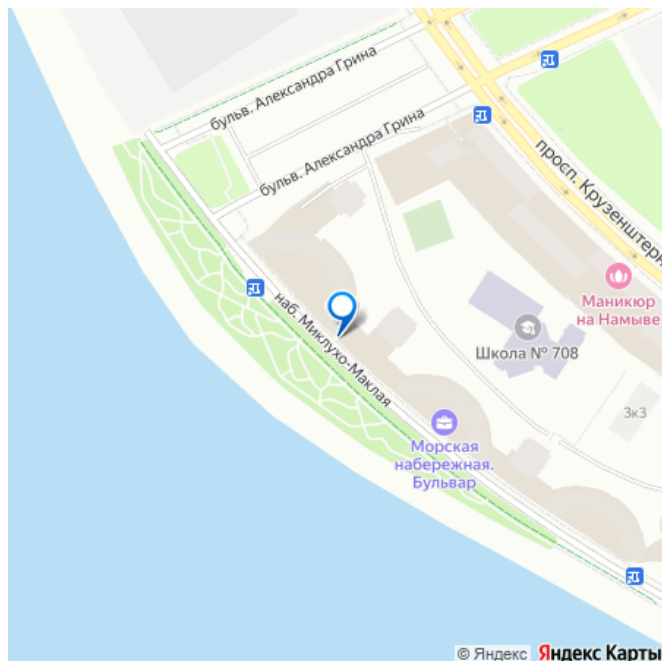 бульв. Александра Грина
бульв. Александра Грина
просп. Крузенштерна
наб. Миклухо-Маклая
Маникюр
на Намыве
Школа № 708
3к3
Морская
набережная.
Бульвар
© Яндекс Яндекс Карты